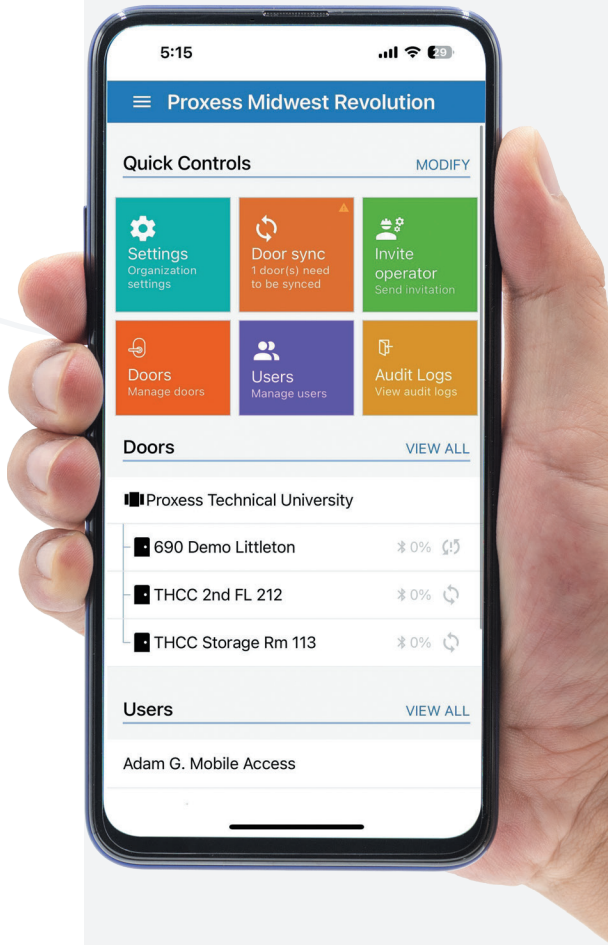 5:15
29
Proxess Midwest Revolution
Quick Controls
MODIFY
Settings
Organization
settings
Door sync
1 door(s) need
to be synced
Invite
operator
Send invitation
Doors
Manage doors
Users
Manage users
Audit Logs
View audit logs
Doors
VIEW ALL
Proxess Technical University
690 Demo Littleton
0%
THCC 2nd FL 212
0%
THCC Storage Rm 113
0%
Users
VIEW ALL
Adam G. Mobile Access